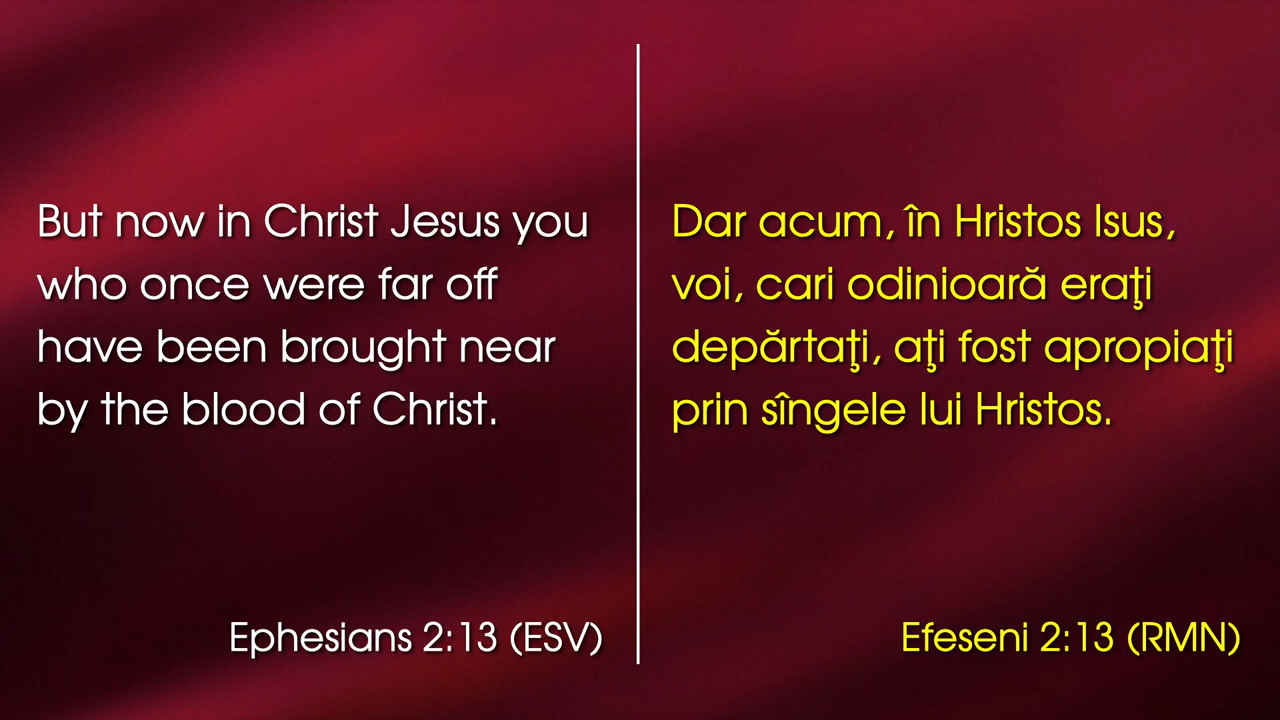 But now in Christ Jesus you
who once were far off
have been brought near
by the blood of Christ.
Ephesians 2:13 (ESV)
Dar acum, în Hristos Isus,
voi, cari odinioară eraţi
depărtaţi, aţi fost apropiaţi
prin sîngele lui Hristos.
Efeseni 2:13 (RMN)